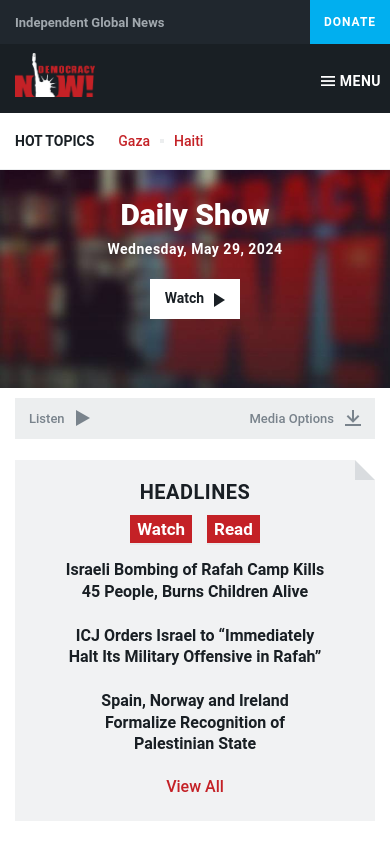 Independent Global News
DONATE
DEMOCRACY
NOW!
MENU
HOT TOPICS
Gaza
Haiti
Daily Show
Wednesday, May 29, 2024
Watch
Listen
Media Options
HEADLINES
Watch
Read
Israeli Bombing of Rafah Camp Kills
45 People, Burns Children Alive
ICJ Orders Israel to “Immediately
Halt Its Military Offensive in Rafah”
Spain, Norway and Ireland
Formalize Recognition of
Palestinian State
View All